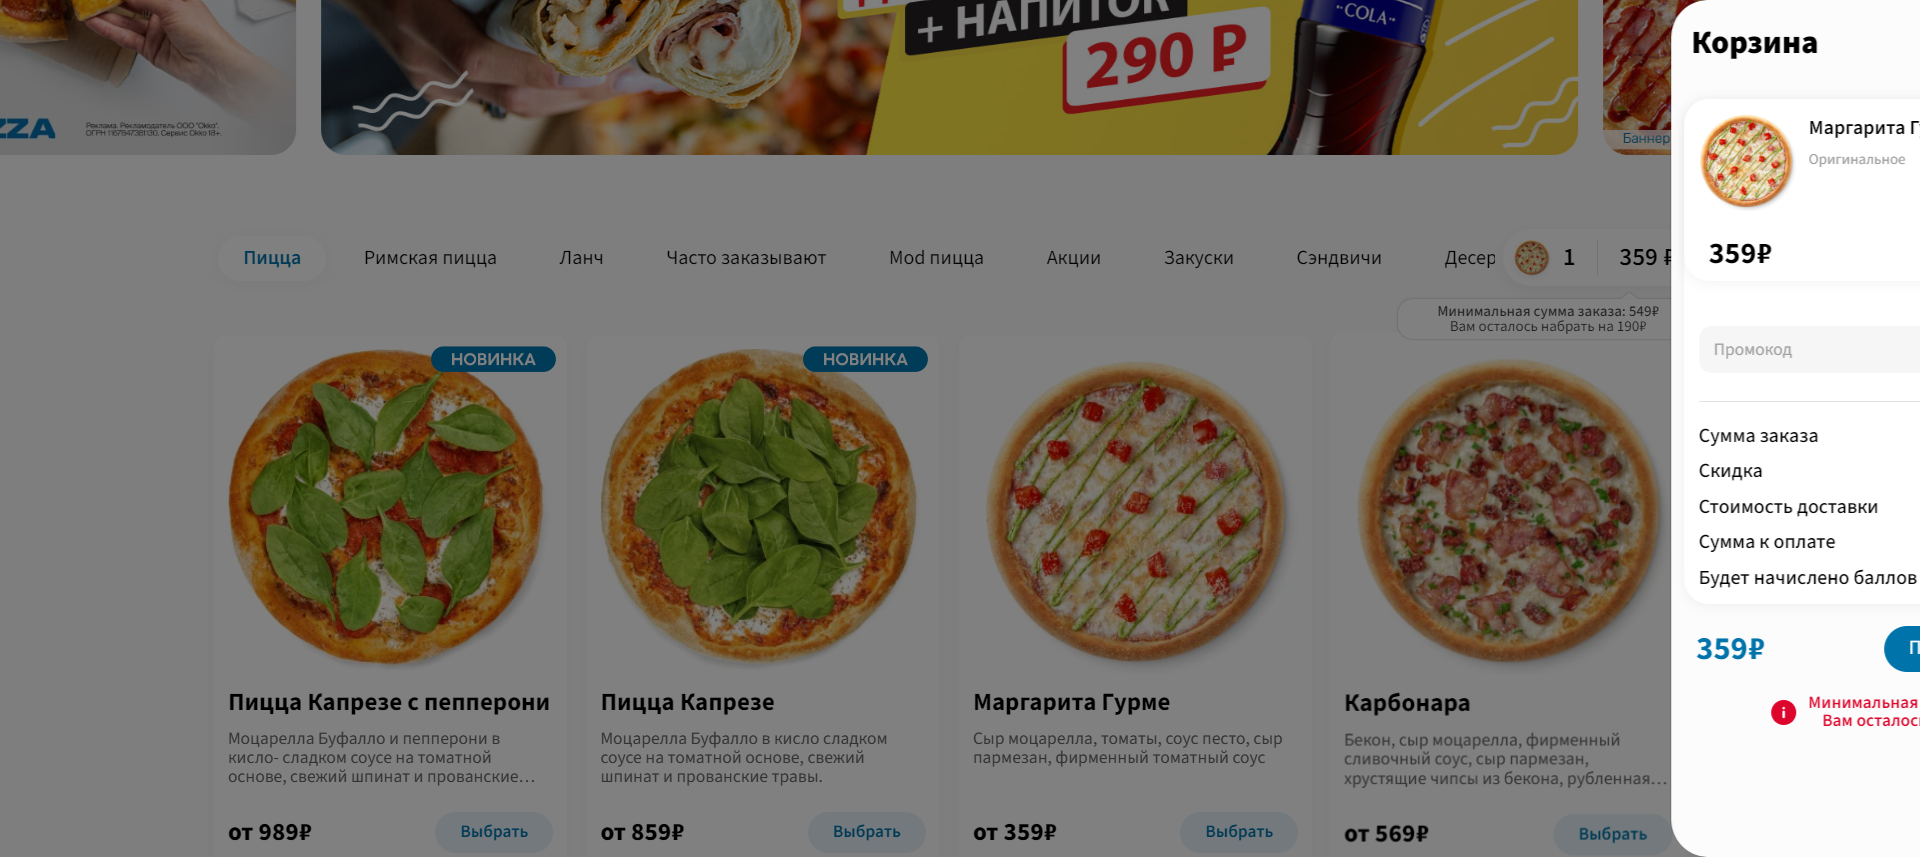 + НАПИТОК
290 ₽
COLA
ZZA
Реклама. Рекламодатель ООО "Okko".
ОГРН 1167847381130. Сервис Okko 18+.
Баннер
Корзина
Маргарита Г
Оригинальное
359₽
Пицца
Римская пицца
Ланч
Часто заказывают
Mod пицца
Акции
Закуски
Сэндвичи
Десер
1
359 ₽
Минимальная сумма заказа: 549₽
Вам осталось набрать на 190₽
Промокод
Сумма заказа
Скидка
Стоимость доставки
Сумма к оплате
Будет начислено баллов
359₽
П
Минимальная
Вам осталос
НОВИНКА
Пицца Капрезе с пепперони
Моцарелла Буфалло и пепперони в
кисло- сладком соусе на томатной
основе, свежий шпинат и прованские...
от 989₽
Выбрать
НОВИНКА
Пицца Капрезе
Моцарелла Буфалло в кисло сладком
соусе на томатной основе, свежий
шпинат и прованские травы.
от 859₽
Выбрать
Маргарита Гурме
Сыр моцарелла, томаты, соус песто, сыр
пармезан, фирменный томатный соус
от 359₽
Выбрать
Карбонара
Бекон, сыр моцарелла, фирменный
сливочный соус, сыр пармезан,
хрустящие чипсы из бекона, рубленная...
от 569₽
Выбрать